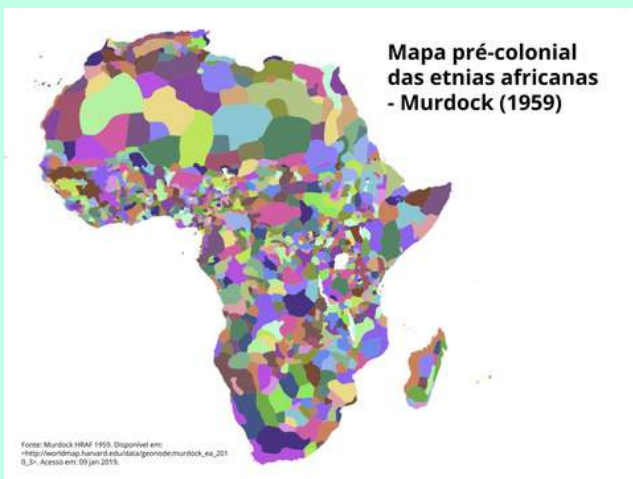 Mapa pré-colonial
das etnias africanas
- Murdock (1959)
Fonte: Murdock HRAF 1959. Disponível em:
<http://worldmap.harvard.edu/data/geonode:murdock_ea_201
0_3>. Acesso em: 09 jan 2019.